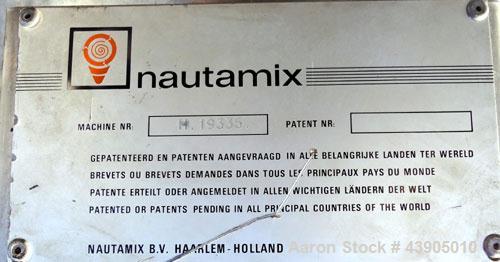 nautamix
MACHINE NR: M.19335. PATENT NR:
GEPATENTEERD EN PATENTEN AANGEVRAAGD IN ALLE BELANGRIJKE LANDEN TER WERELD
BREVETS OU BREVETS DEMANDES DANS TOUS LES PRINCIPAUX PAYS DU MONDE
PATENTE ERTEILT ODER ANGEMELDET IN ALLEN WICHTIGEN LÄNDERN DER WELT
PATENTED OR PATENTS PENDING IN ALL PRINCIPAL COUNTRIES OF THE WORLD
NAUTAMIX B.V. HAARLEM-HOLLAND
Aaron Stock # 43905010